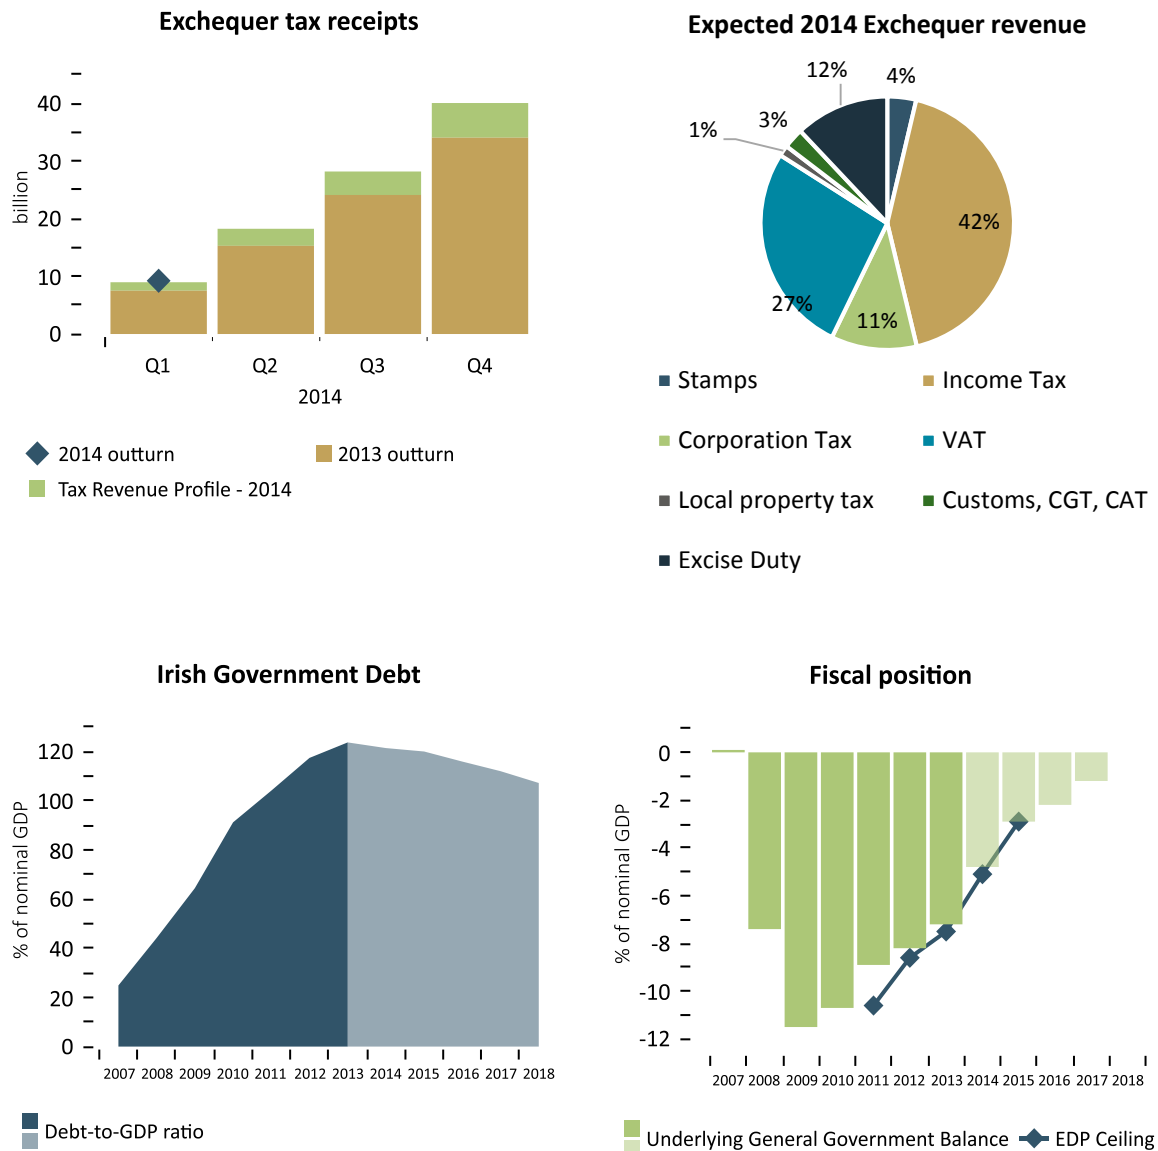 Exchequer tax receipts
40
30
20
10
0
billion
Q1 Q2 Q3 Q4
2014
2014 outturn 2013 outturn
Tax Revenue Profile - 2014
Expected 2014 Exchequer revenue
12% 4%
3%
1%
42%
27%
11%
Stamps Income Tax
Corporation Tax VAT
Local property tax Customs, CGT, CAT
Excise Duty
Irish Government Debt
120
100
80
60
40
20
0
% of nominal GDP
2007 2008 2009 2010 2011 2012 2013 2014 2015 2016 2017 2018
Debt-to-GDP ratio
Fiscal position
0
-2
-4
-6
-8
-10
-12
% of nominal GDP
2007 2008 2009 2010 2011 2012 2013 2014 2015 2016 2017 2018
Underlying General Government Balance EDP Ceiling